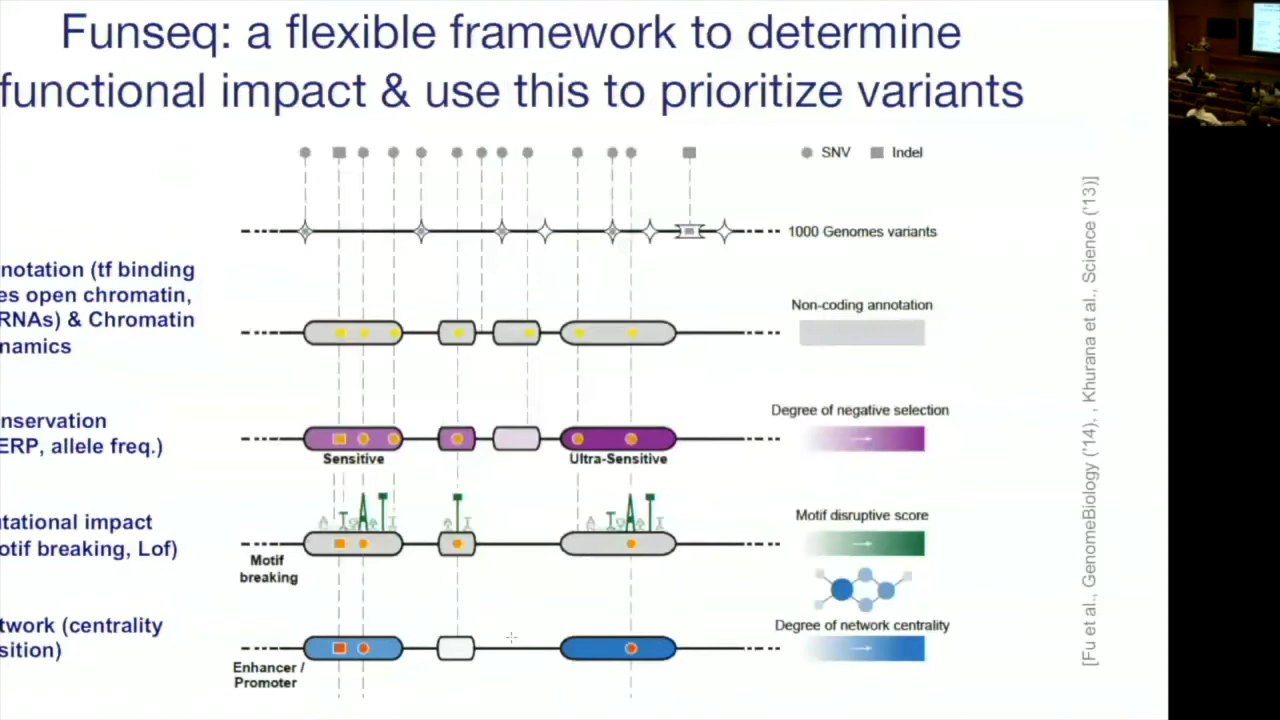 Funseq: a flexible framework to determine
functional impact & use this to prioritize variants
SNV
Indel
1000 Genomes variants
notation (tf binding
es open chromatin,
RNAs) & Chromatin
namics
Non-coding annotation
nservation
ERP, allele freq.)
Degree of negative selection
Sensitive
Ultra-Sensitive
tational impact
otif breaking, Lof)
Motif disruptive score
Motif
breaking
twork (centrality
sition)
Degree of network centrality
Enhancer /
Promoter
[Fu et al., GenomeBiology ('14), , Khurana et al., Science ('13)]